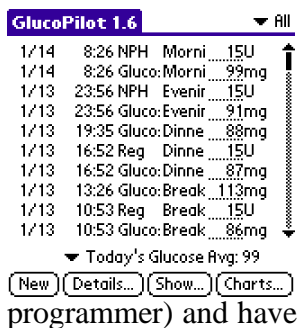 GlucoPilot 1.6 All
1/14 8:26 NPH Morni 15U
1/14 8:26 Gluco: Morni 99mg
1/13 23:56 NPH Evenir 15U
1/13 23:56 Gluco: Evenir 91mg
1/13 19:35 Gluco: Dinne 88mg
1/13 16:52 Reg Dinne 15U
1/13 16:52 Gluco: Dinne 87mg
1/13 13:26 Gluco: Break 113mg
1/13 10:53 Reg Break 15U
1/13 10:53 Gluco: Break 86mg
Today's Glucose Avg: 99
New Details... Show... Charts...
programmer) and have